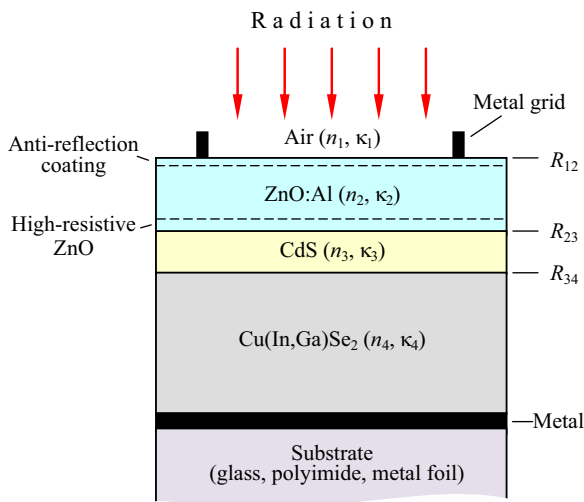 Radiation
Metal grid
Air (n₁, κ₁)
Anti-reflection
coating
R₁₂
ZnO:Al (n₂, κ₂)
High-resistive
ZnO
R₂₃
CdS (n₃, κ₃)
R₃₄
Cu(In,Ga)Se₂ (n₄, κ₄)
Metal
Substrate
(glass, polyimide, metal foil)